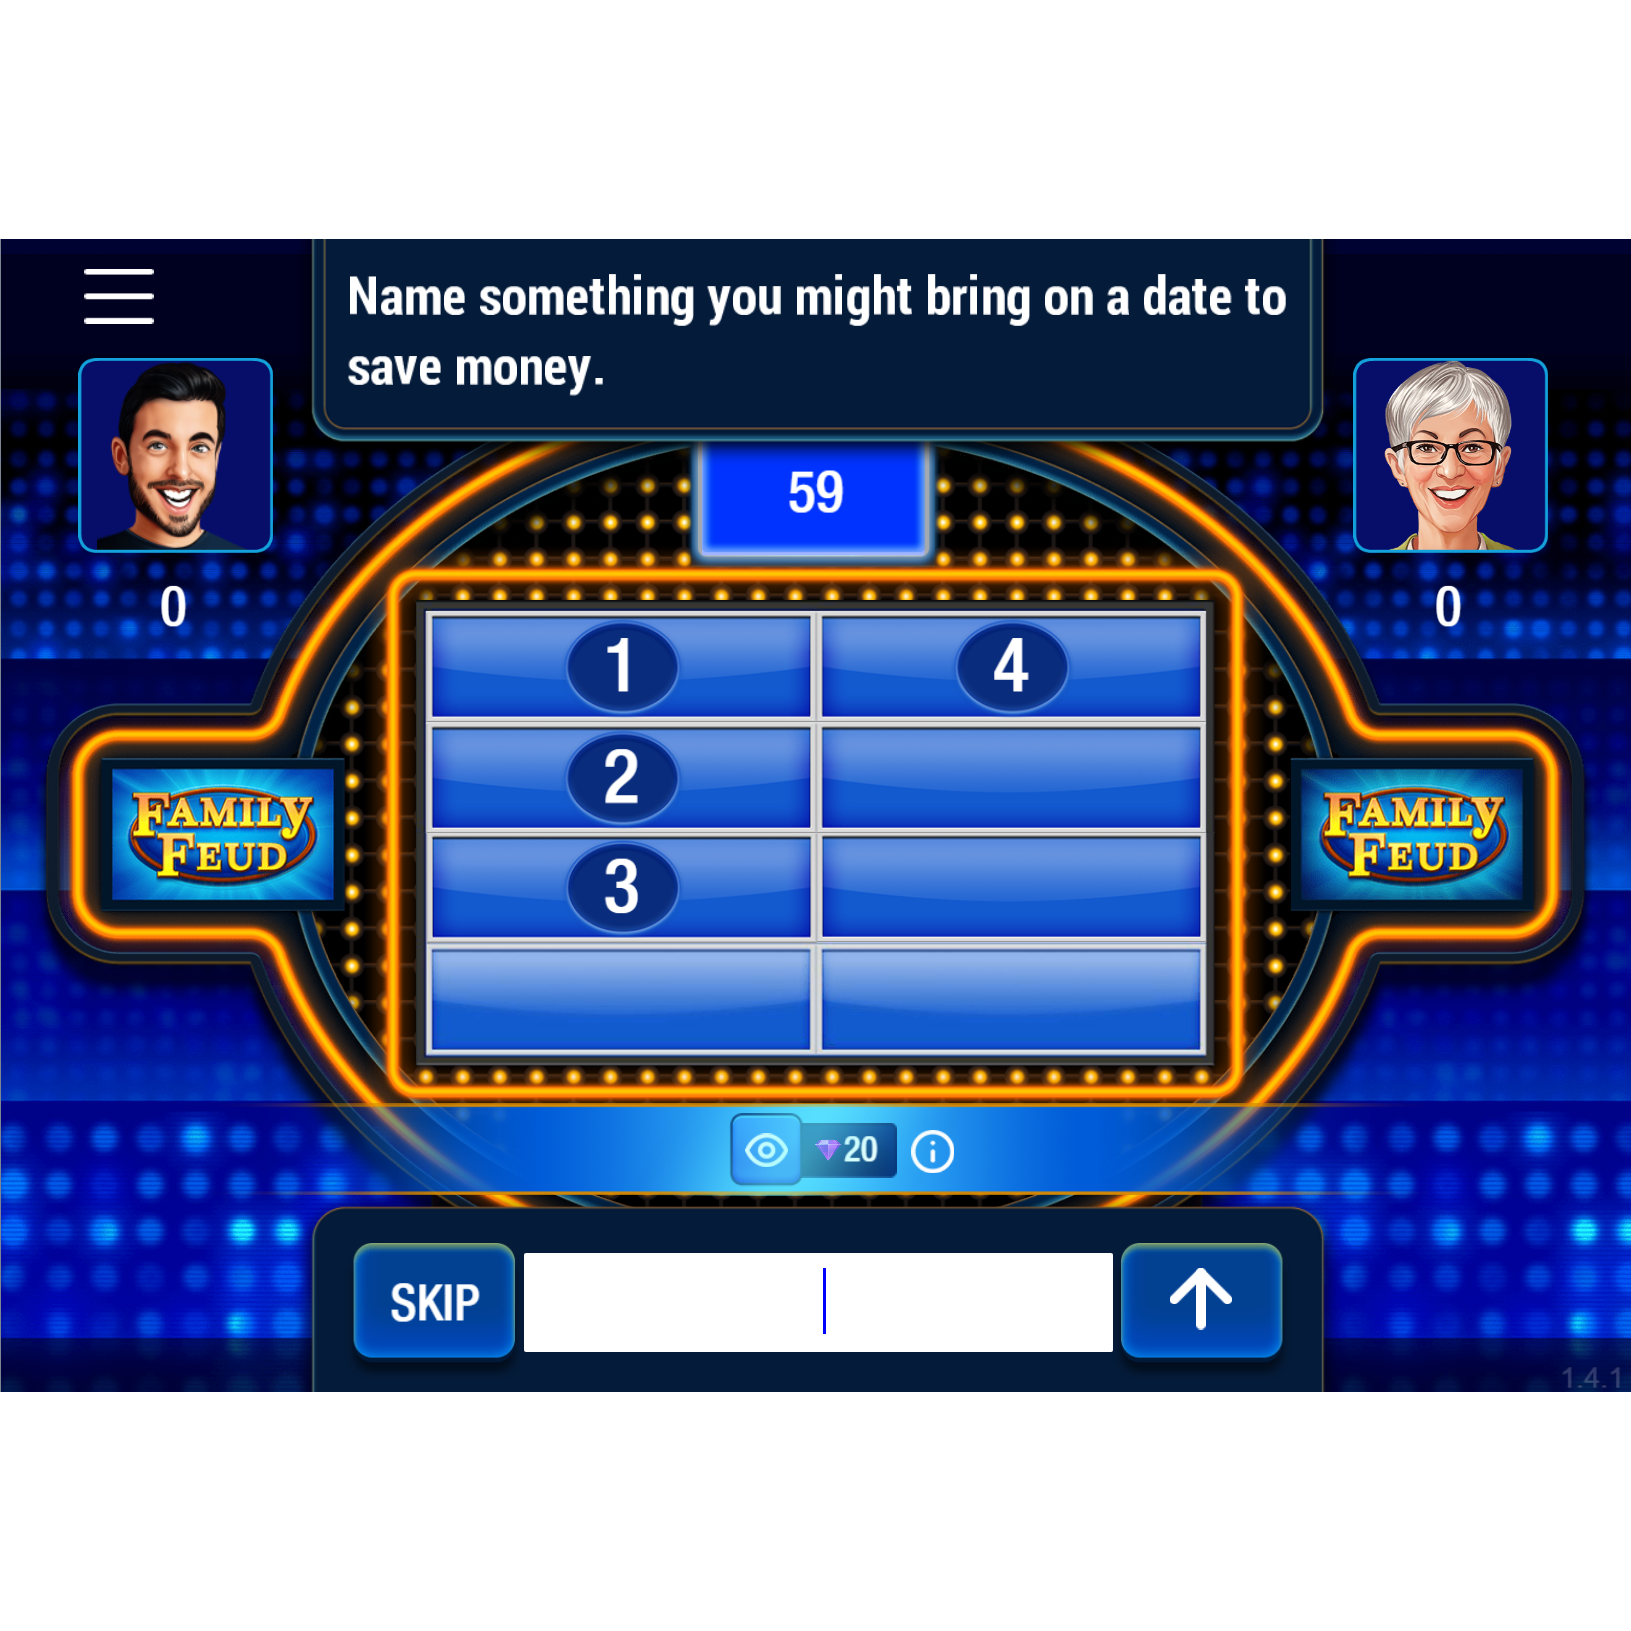 Name something you might bring on a date to
save money.
59
0
0
1
4
2
3
FAMILY
FEUD
FAMILY
FEUD
20
i
SKIP
1.4.1